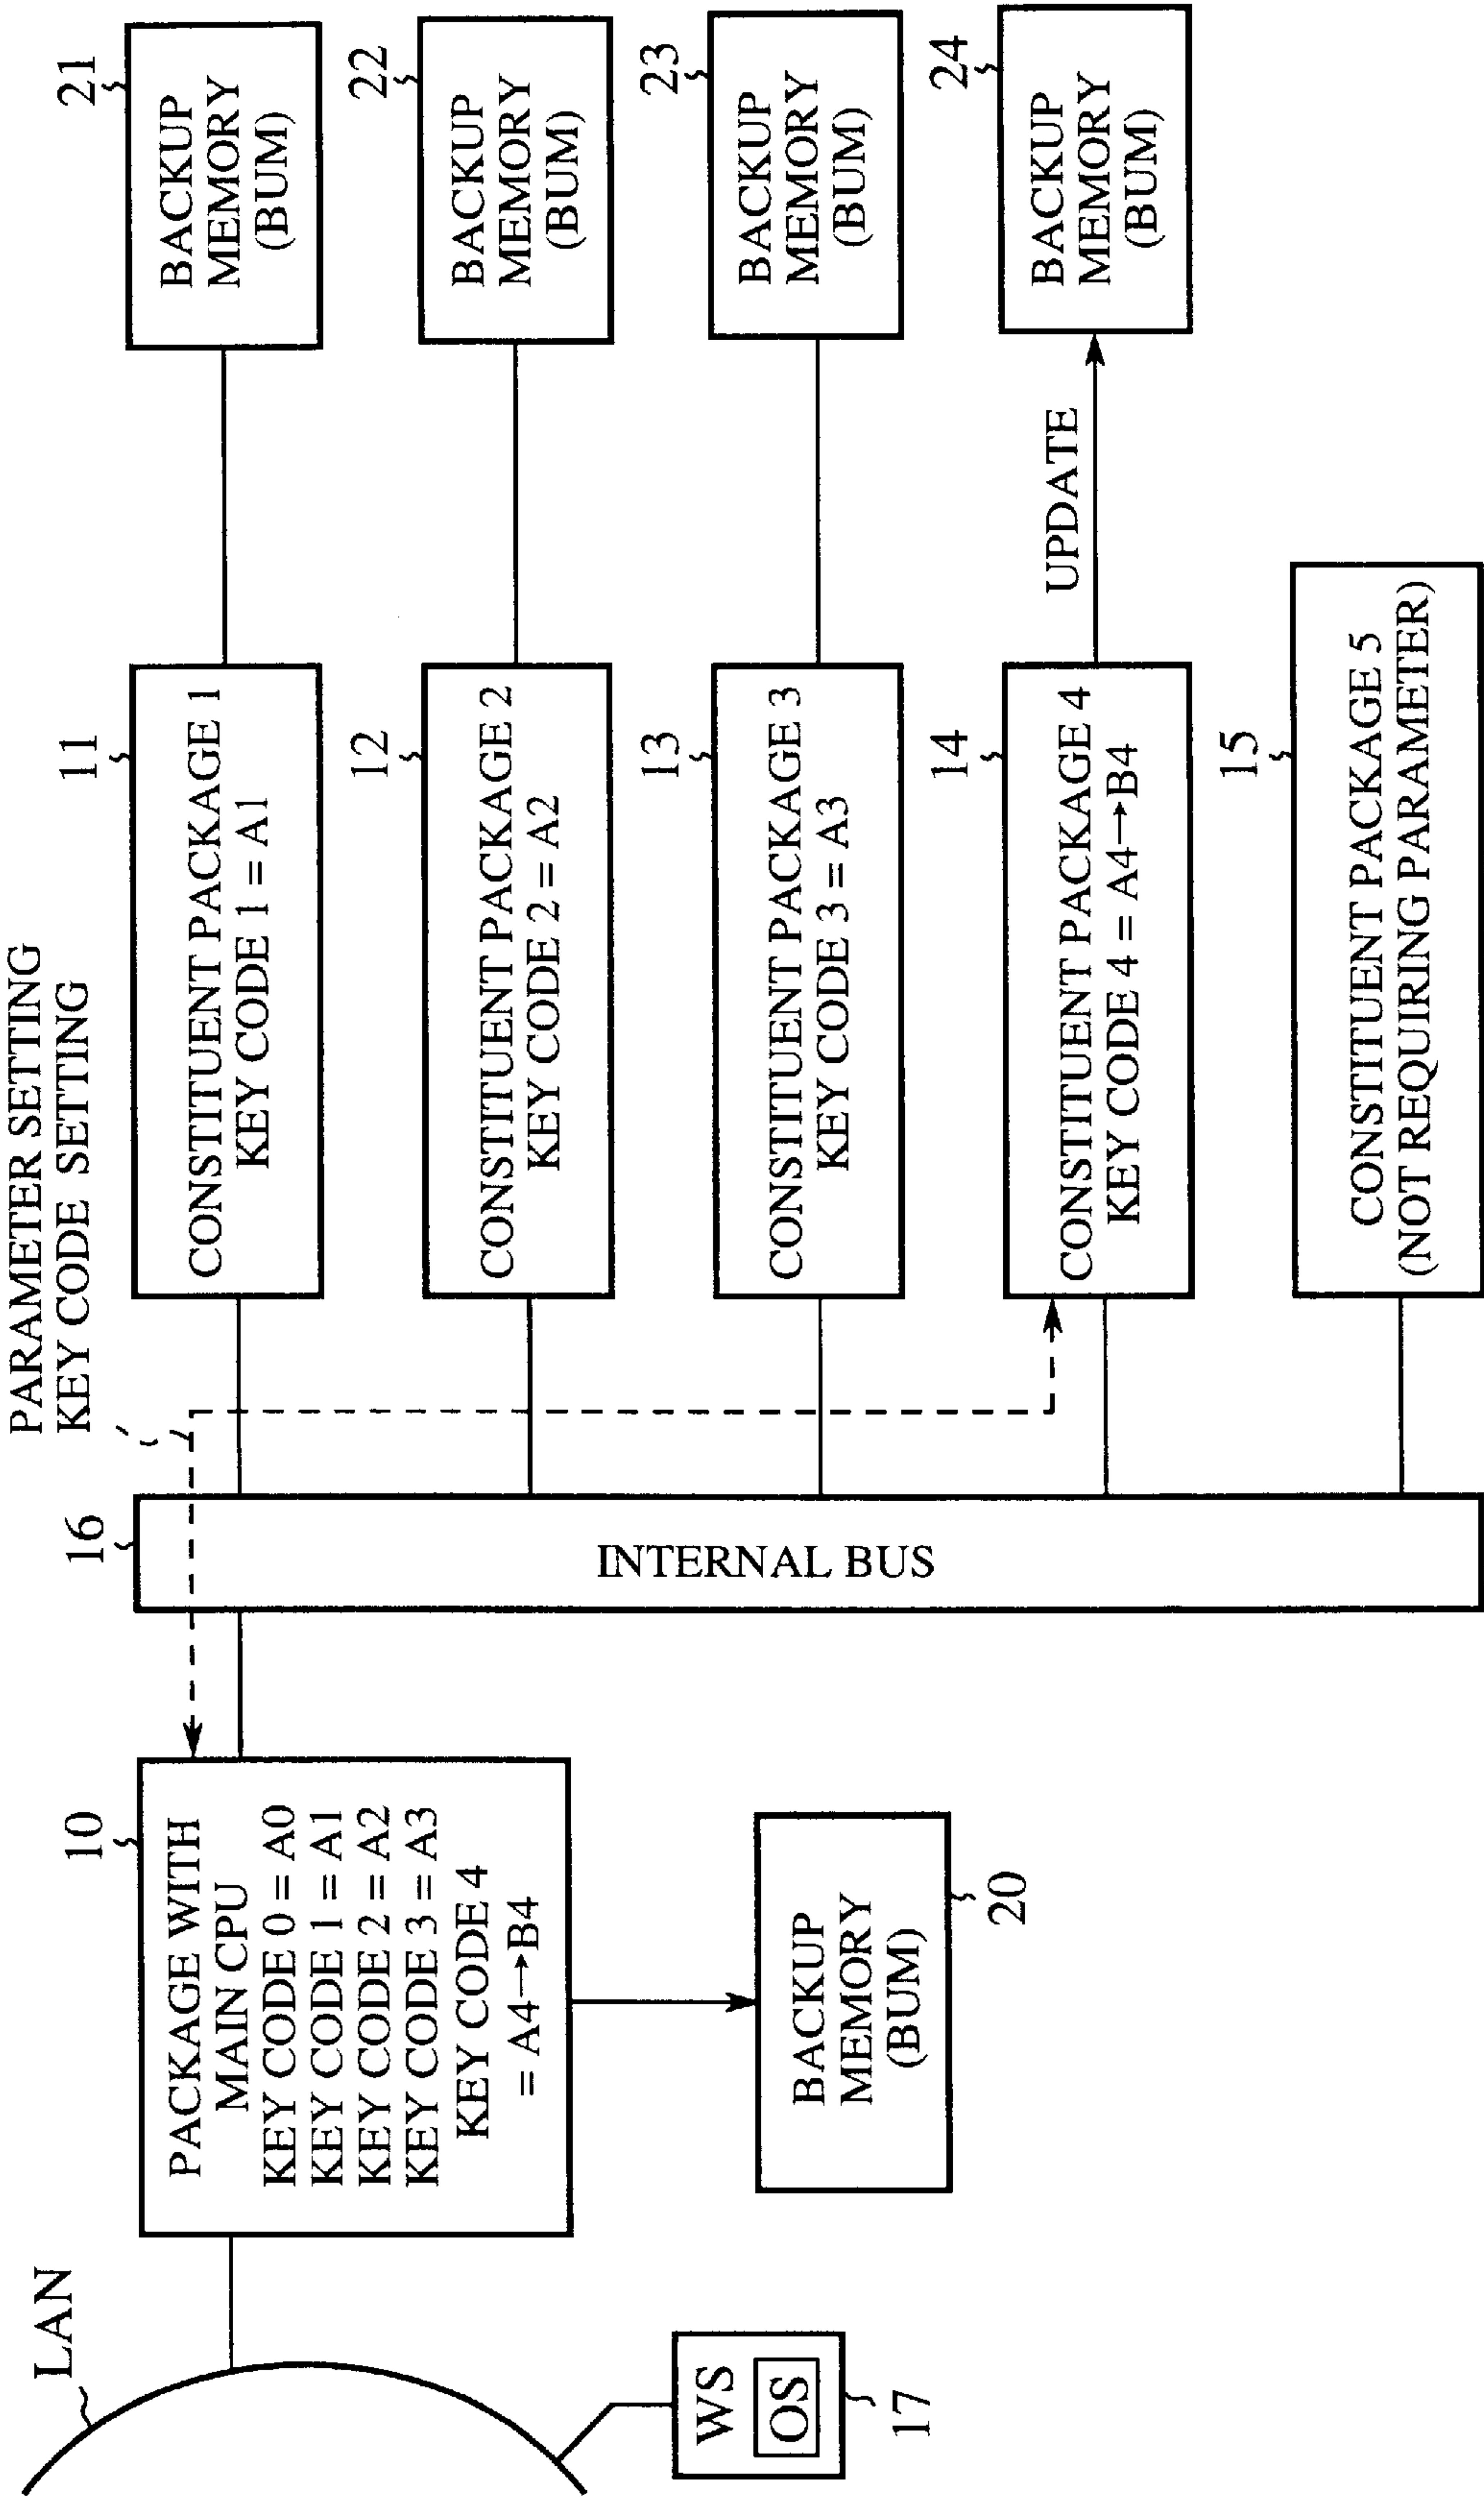 LAN
WS
OS
17
10
PACKAGE WITH
MAIN CPU
KEY CODE 0 = A0
KEY CODE 1 = A1
KEY CODE 2 = A2
KEY CODE 3 = A3
KEY CODE 4
= A4→B4
BACKUP
MEMORY
(BUM)
20
16
INTERNAL BUS
PARAMETER SETTING
KEY CODE SETTING
11
CONSTITUENT PACKAGE 1
KEY CODE 1 = A1
12
CONSTITUENT PACKAGE 2
KEY CODE 2 = A2
13
CONSTITUENT PACKAGE 3
KEY CODE 3 = A3
14
CONSTITUENT PACKAGE 4
KEY CODE 4 = A4→B4
15
CONSTITUENT PACKAGE 5
(NOT REQUIRING PARAMETER)
UPDATE
21
BACKUP
MEMORY
(BUM)
22
BACKUP
MEMORY
(BUM)
23
BACKUP
MEMORY
(BUM)
24
BACKUP
MEMORY
(BUM)